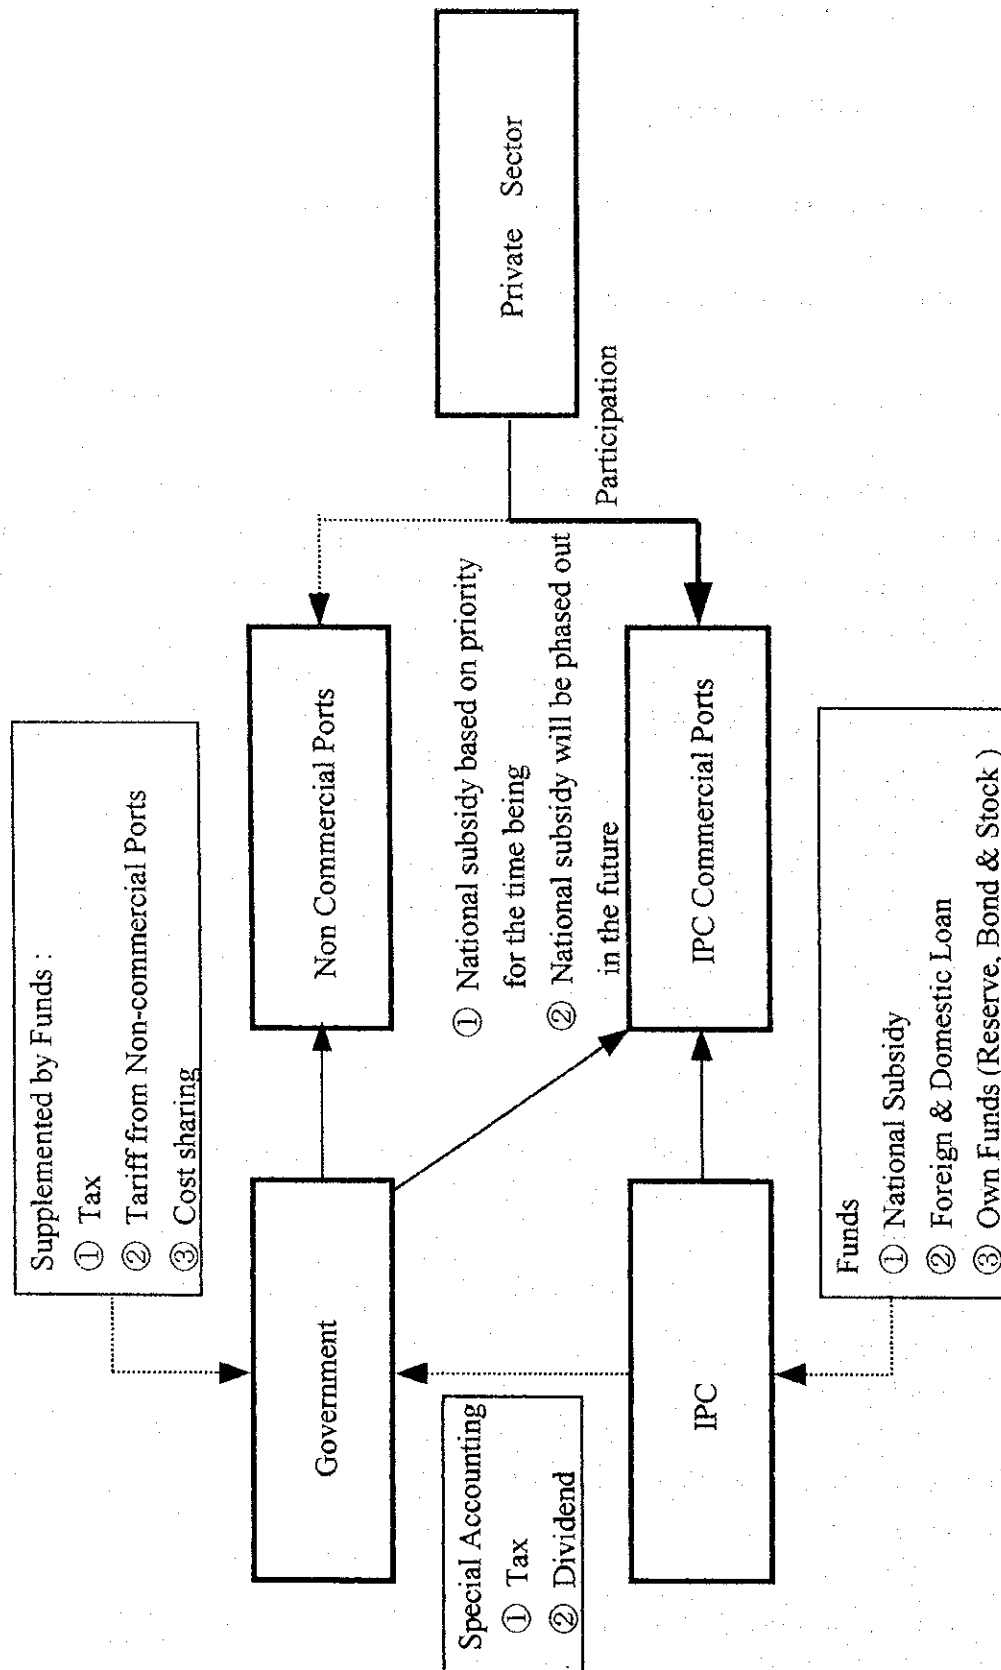 Supplemented by Funds :
① Tax
② Tariff from Non-commercial Ports
③ Cost sharing
Government
Non Commercial Ports
Special Accounting
① Tax
② Dividend
① National subsidy based on priority
for the time being
② National subsidy will be phased out
in the future
Private Sector
Participation
IPC
IPC Commercial Ports
Funds
① National Subsidy
② Foreign & Domestic Loan
③ Own Funds (Reserve, Bond & Stock )